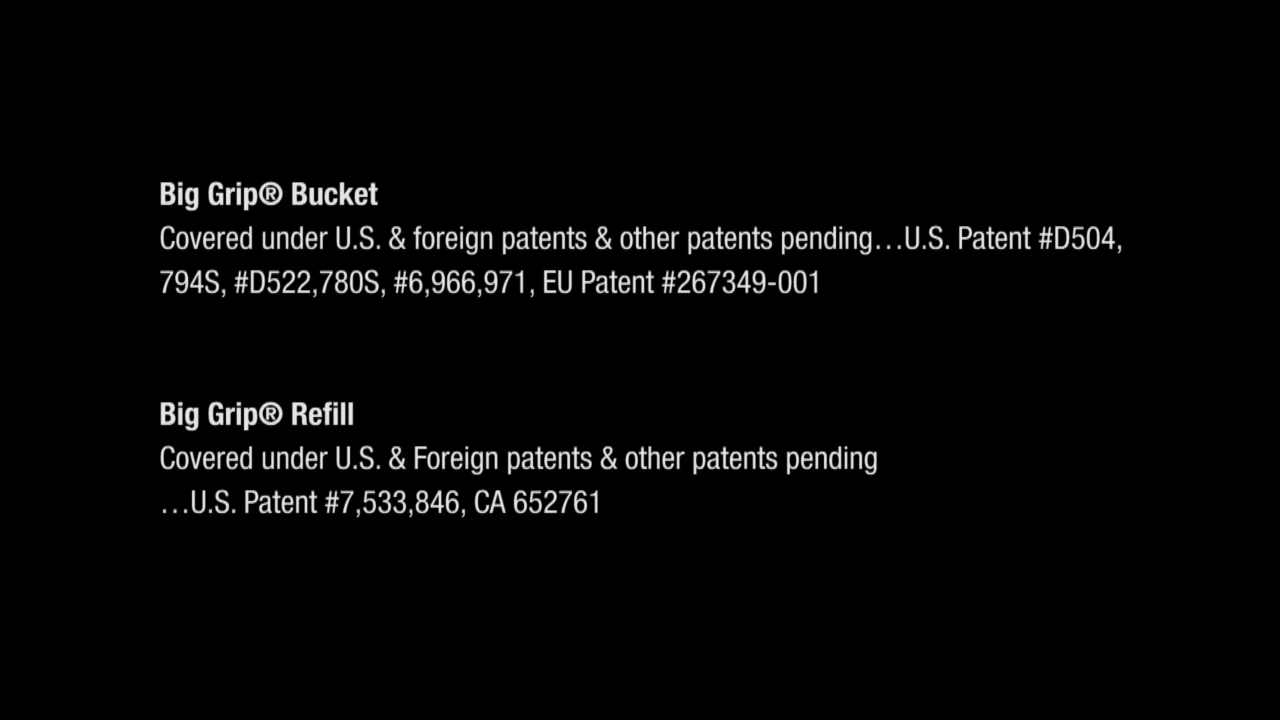 Big Grip® Bucket
Covered under U.S. & foreign patents & other patents pending…U.S. Patent #D504,
794S, #D522,780S, #6,966,971, EU Patent #267349-001
Big Grip® Refill
Covered under U.S. & Foreign patents & other patents pending
…U.S. Patent #7,533,846, CA 652761